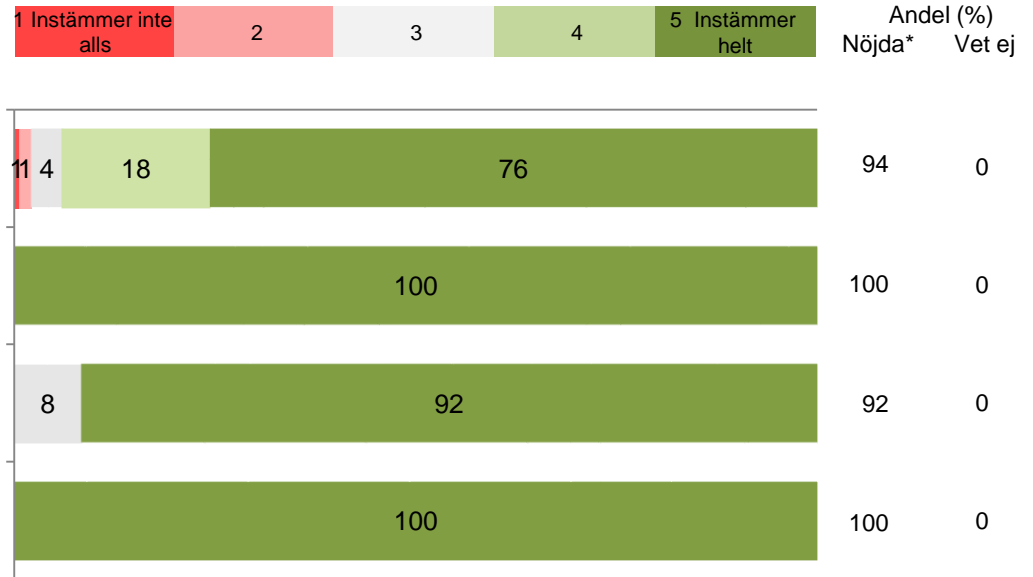 1 Instämmer inte alls 2 3 4 5 Instämmer helt
Andel (%)
Nöjda* Vet ej
1 1 4 18 76 94 0
100 100 0
8 92 92 0
100 100 0